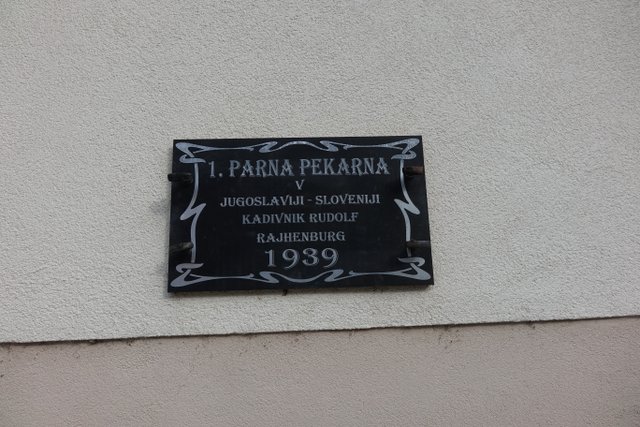 1. PARNA PEKARNA
V
JUGOSLAVIJI - SLOVENIJI
KADIVNIK RUDOLF
RAJHENBURG
1939